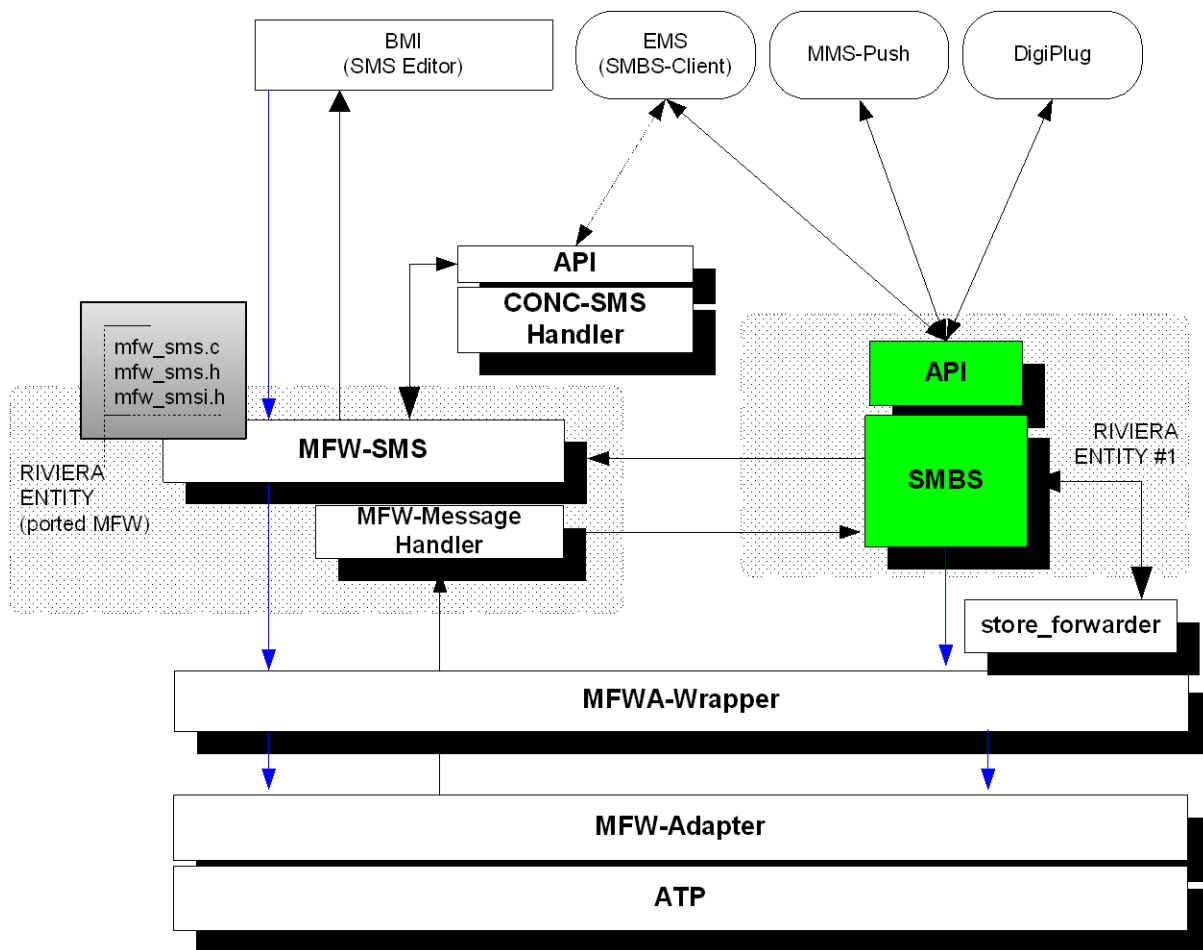 BMI
(SMS Editor)
EMS
(SMBS-Client)
MMS-Push
DigiPlug
API
CONC-SMS
Handler
mfw_sms.c
mfw_sms.h
mfw_smsi.h
API
MFW-SMS
RIVIERA
ENTITY #1
SMBS
RIVIERA
ENTITY
(ported MFW)
MFW-Message
Handler
store_forwarder
MFWA-Wrapper
MFW-Adapter
ATP